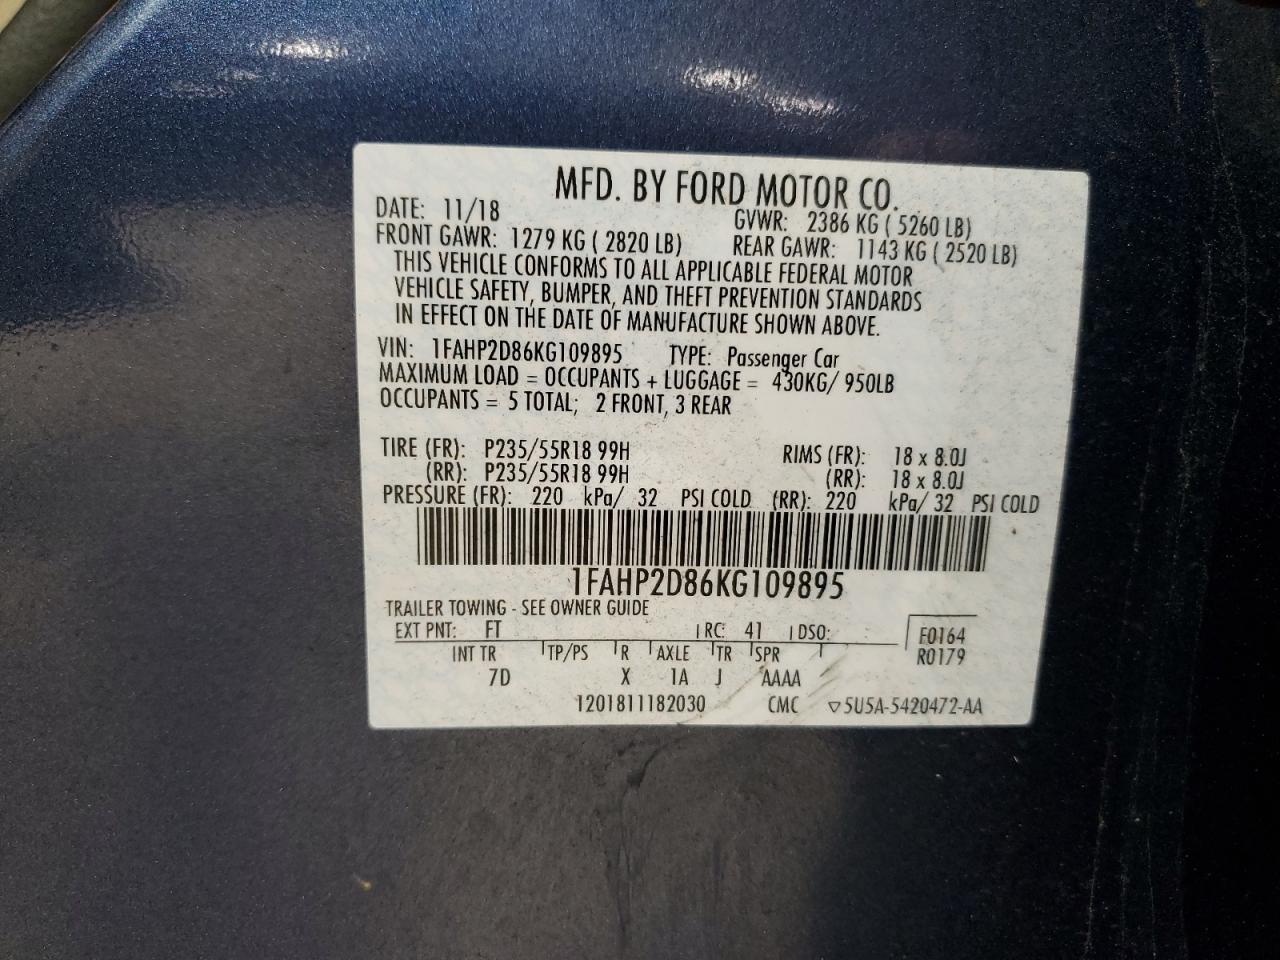 MFD. BY FORD MOTOR CO.
DATE: 11/18 GVWR: 2386 KG ( 5260 LB)
FRONT GAWR: 1279 KG ( 2820 LB) REAR GAWR: 1143 KG ( 2520 LB)
THIS VEHICLE CONFORMS TO ALL APPLICABLE FEDERAL MOTOR
VEHICLE SAFETY, BUMPER, AND THEFT PREVENTION STANDARDS
IN EFFECT ON THE DATE OF MANUFACTURE SHOWN ABOVE.
VIN: 1FAHP2D86KG109895 TYPE: Passenger Car
MAXIMUM LOAD = OCCUPANTS + LUGGAGE = 430KG/ 950LB
OCCUPANTS = 5 TOTAL; 2 FRONT, 3 REAR
TIRE (FR): P235/55R18 99H RIMS (FR): 18 x 8.0J
(RR): P235/55R18 99H (RR): 18 x 8.0J
PRESSURE (FR): 220 kPa/ 32 PSI COLD (RR): 220 kPa/ 32 PSI COLD
1FAHP2D86KG109895
TRAILER TOWING - SEE OWNER GUIDE
EXT PNT: FT RC: 41 DSO: F0164
INT TR TP/PS R AXLE TR SPR R0179
7D X 1A J AAAA
1201811182030 CMC ▽5U5A-5420472-AA